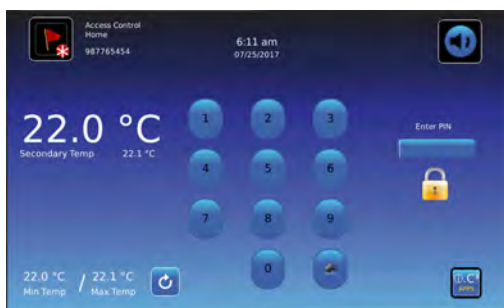 Access Control
Home
987765454
6:11 am
07/25/2017
22.0 °C
Secondary Temp 22.1 °C
1 2 3
4 5 6
7 8 9
0
Enter PIN
22.0 °C / 22.1 °C
Min Temp Max Temp
APPS